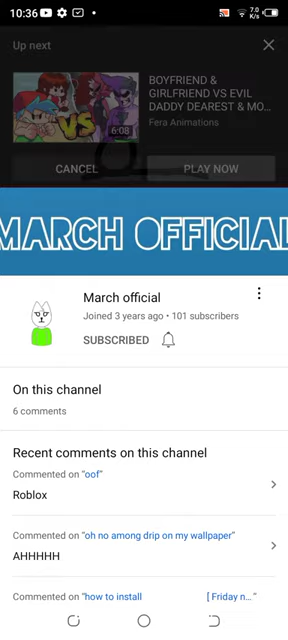 10:36
7.0
K/s
Up next
BOYFRIEND &
GIRLFRIEND VS EVIL
DADDY DEAREST & MO...
VS
6:08
Fera Animations
CANCEL
PLAY NOW
MARCH OFFICIAL
March official
Joined 3 years ago • 101 subscribers
SUBSCRIBED
On this channel
6 comments
Recent comments on this channel
Commented on “oof”
Roblox
Commented on “oh no among drip on my wallpaper”
AHHHHH
Commented on “how to install [ Friday n...”